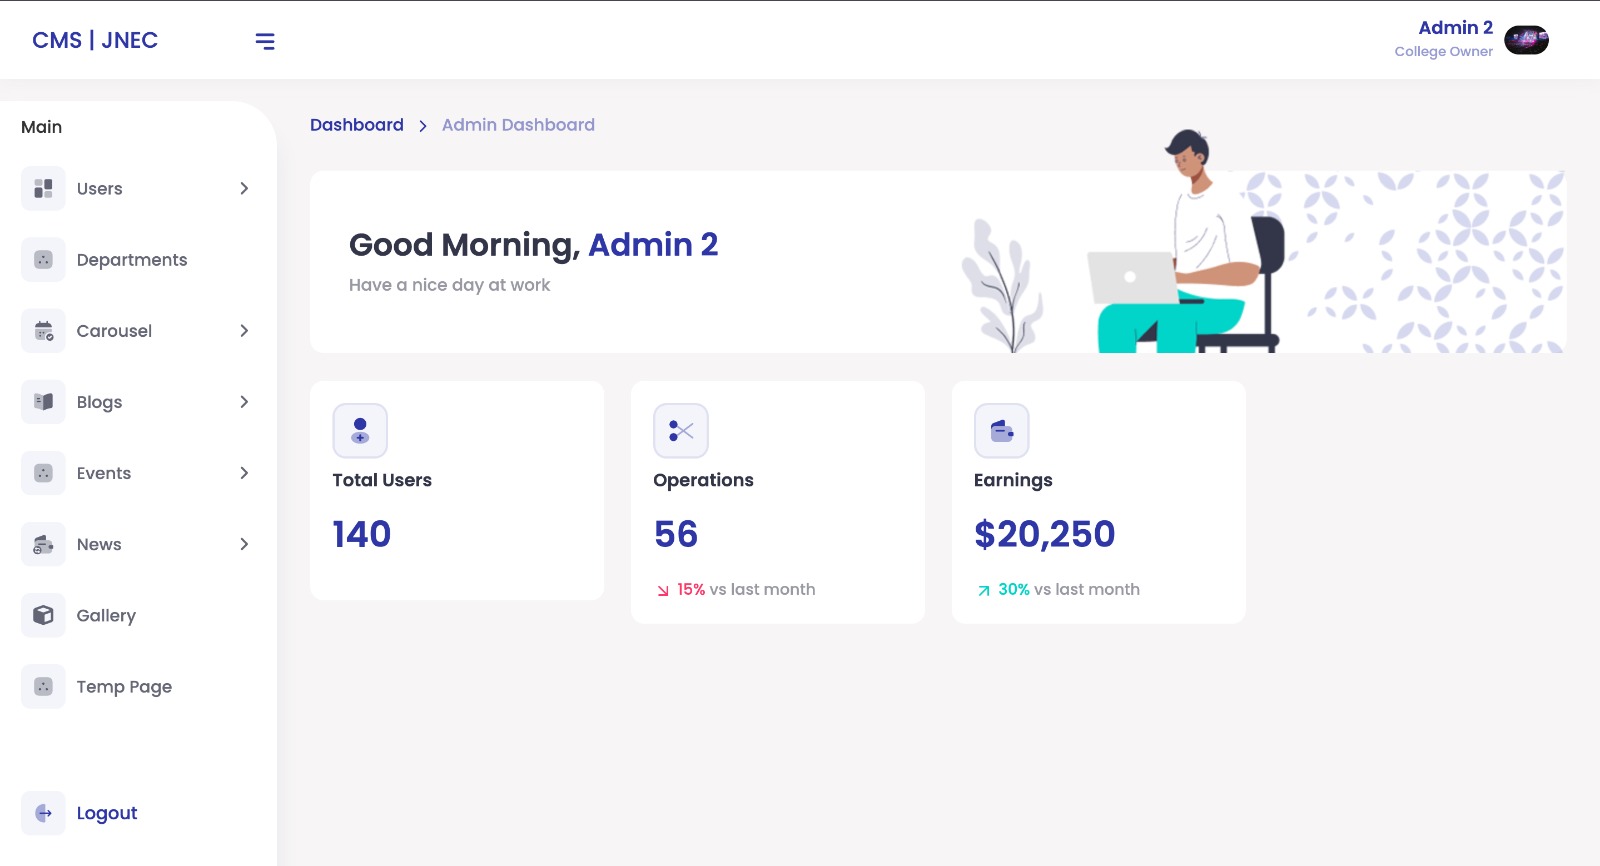 CMS | JNEC
Admin 2
College Owner
Main
Users
Departments
Carousel
Blogs
Events
News
Gallery
Temp Page
Logout
Dashboard > Admin Dashboard
Good Morning, Admin 2
Have a nice day at work
Total Users
140
Operations
56
15% vs last month
Earnings
$20,250
30% vs last month